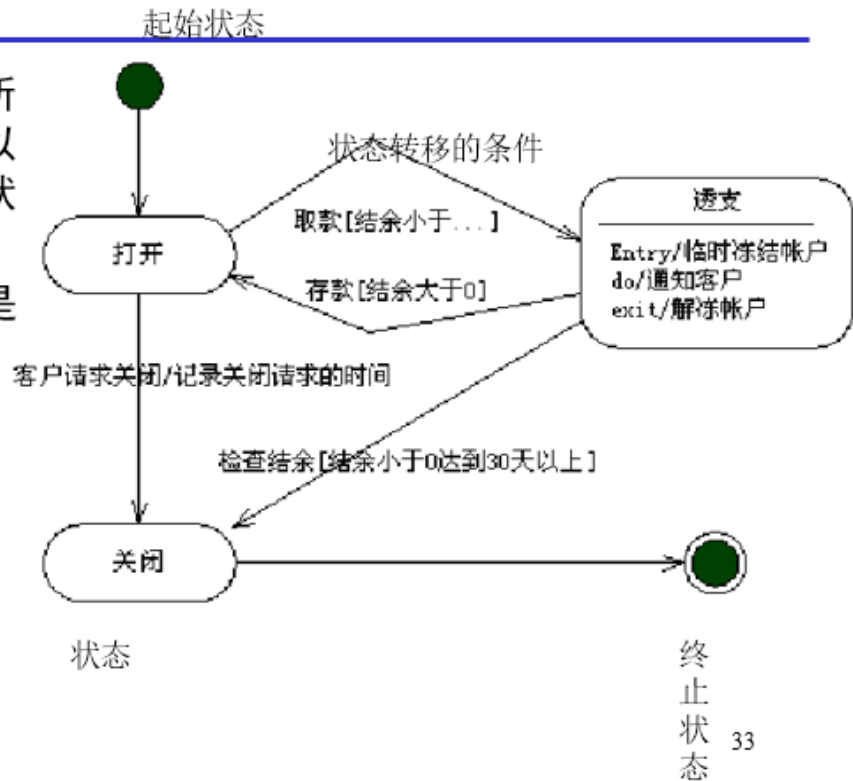 起始状态
所
以
状
是
状态转移的条件
取款[结余小于...]
存款[结余大于0]
透支
Entry/临时冻结帐户
do/通知客户
exit/解冻帐户
打开
客户请求关闭/记录关闭请求的时间
检查结余[结余小于0达到30天以上]
关闭
状态
终
止
状
态
33